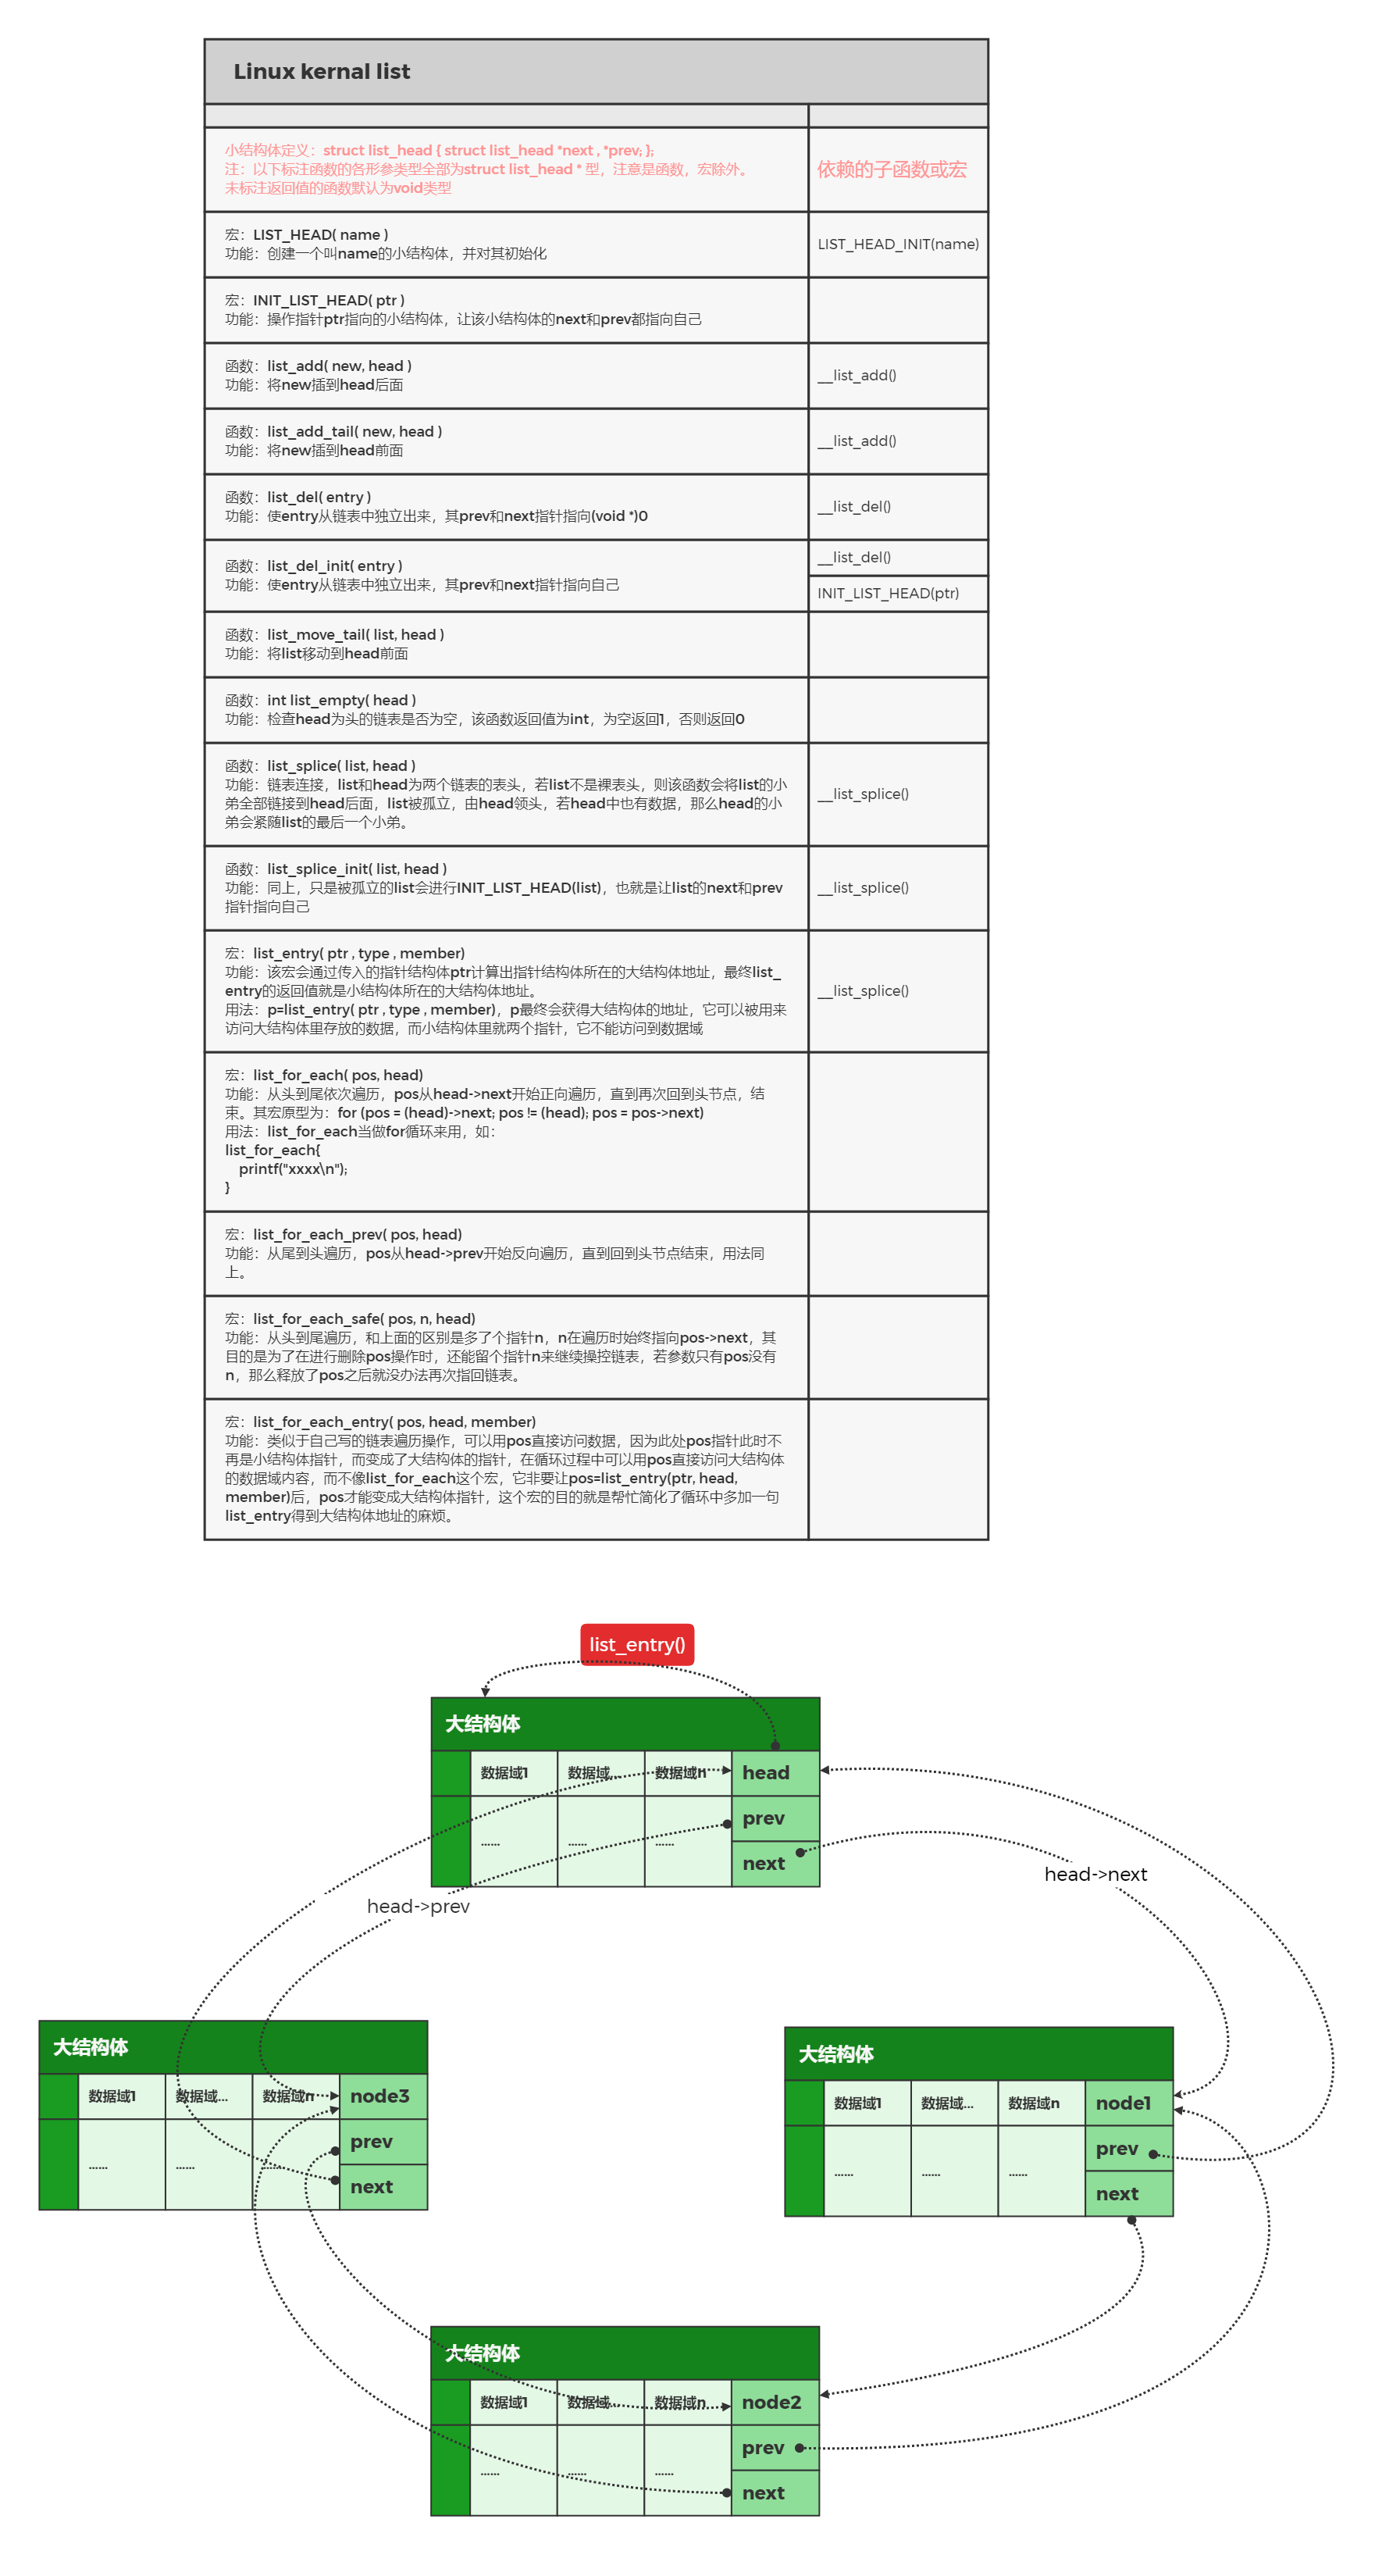 Linux kernal list
小结构体定义：struct list_head { struct list_head *next , *prev; };
注：以下标注函数的各形参类型全部为struct list_head * 型，注意是函数，宏除外。
未标注返回值的函数默认为void类型
依赖的子函数或宏
宏：LIST_HEAD( name )
功能：创建一个叫name的小结构体，并对其初始化
LIST_HEAD_INIT(name)
宏：INIT_LIST_HEAD( ptr )
功能：操作指针ptr指向的小结构体，让该小结构体的next和prev都指向自己
函数：list_add( new, head )
功能：将new插到head后面
__list_add()
函数：list_add_tail( new, head )
功能：将new插到head前面
__list_add()
函数：list_del( entry )
功能：使entry从链表中独立出来，其prev和next指针指向(void *)0
__list_del()
函数：list_del_init( entry )
功能：使entry从链表中独立出来，其prev和next指针指向自己
__list_del()
INIT_LIST_HEAD(ptr)
函数：list_move_tail( list, head )
功能：将list移动到head前面
函数：int list_empty( head )
功能：检查head为头的链表是否为空，该函数返回值为int，为空返回1，否则返回0
函数：list_splice( list, head )
功能：链表连接，list和head为两个链表的表头，若list不是裸表头，则该函数会将list的小
弟全部链接到head后面，list被孤立，由head领头，若head中也有数据，那么head的小
弟会紧随list的最后一个小弟。
__list_splice()
函数：list_splice_init( list, head )
功能：同上，只是被孤立的list会进行INIT_LIST_HEAD(list)，也就是让list的next和prev
指针指向自己
__list_splice()
宏：list_entry( ptr , type , member)
功能：该宏会通过传入的指针结构体ptr计算出指针结构体所在的大结构体地址，最终list_
entry的返回值就是小结构体所在的大结构体地址。
用法：p=list_entry( ptr , type , member)，p最终会获得大结构体的地址，它可以被用来
访问大结构体里存放的数据，而小结构体里就两个指针，它不能访问到数据域
__list_splice()
宏：list_for_each( pos, head)
功能：从头到尾依次遍历，pos从head->next开始正向遍历，直到再次回到头节点，结
束。其宏原型为：for (pos = (head)->next; pos != (head); pos = pos->next)
用法：list_for_each当做for循环来用，如：
list_for_each{
printf("xxxx\n");
}
宏：list_for_each_prev( pos, head)
功能：从尾到头遍历，pos从head->prev开始反向遍历，直到回到头节点结束，用法同
上。
宏：list_for_each_safe( pos, n, head)
功能：从头到尾遍历，和上面的区别是多了个指针n，n在遍历时始终指向pos->next，其
目的是为了在进行删除pos操作时，还能留个指针n来继续操控链表，若参数只有pos没有
n，那么释放了pos之后就没办法再次指回链表。
宏：list_for_each_entry( pos, head, member)
功能：类似于自己写的链表遍历操作，可以用pos直接访问数据，因为此处pos指针此时不
再是小结构体指针，而变成了大结构体的指针，在循环过程中可以用pos直接访问大结构体
的数据域内容，而不像list_for_each这个宏，它非要让pos=list_entry(ptr, head,
member)后，pos才能变成大结构体指针，这个宏的目的就是帮忙简化了循环中多加一句
list_entry得到大结构体地址的麻烦。
list_entry()
大结构体
数据域1 数据域... 数据域n head
...... ...... ...... prev
next
head->next
head->prev
大结构体
数据域1 数据域... 数据域n node3
...... ...... ...... prev
next
大结构体
数据域1 数据域... 数据域n node1
...... ...... ...... prev
next
大结构体
数据域1 数据域... 数据域n node2
...... ...... ...... prev
next